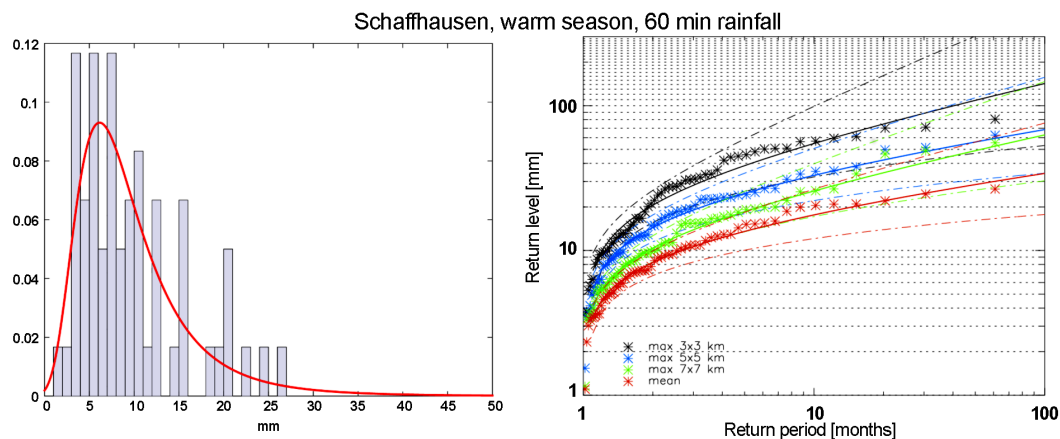 Schaffhausen, warm season, 60 min rainfall
0.12
0.1
0.08
0.06
0.04
0.02
0
0 5 10 15 20 25 30 35 40 45 50
mm
Return level [mm]
100
10
1
max 3x3 km
max 5x5 km
max 7x7 km
mean
1 10 100
Return period [months]